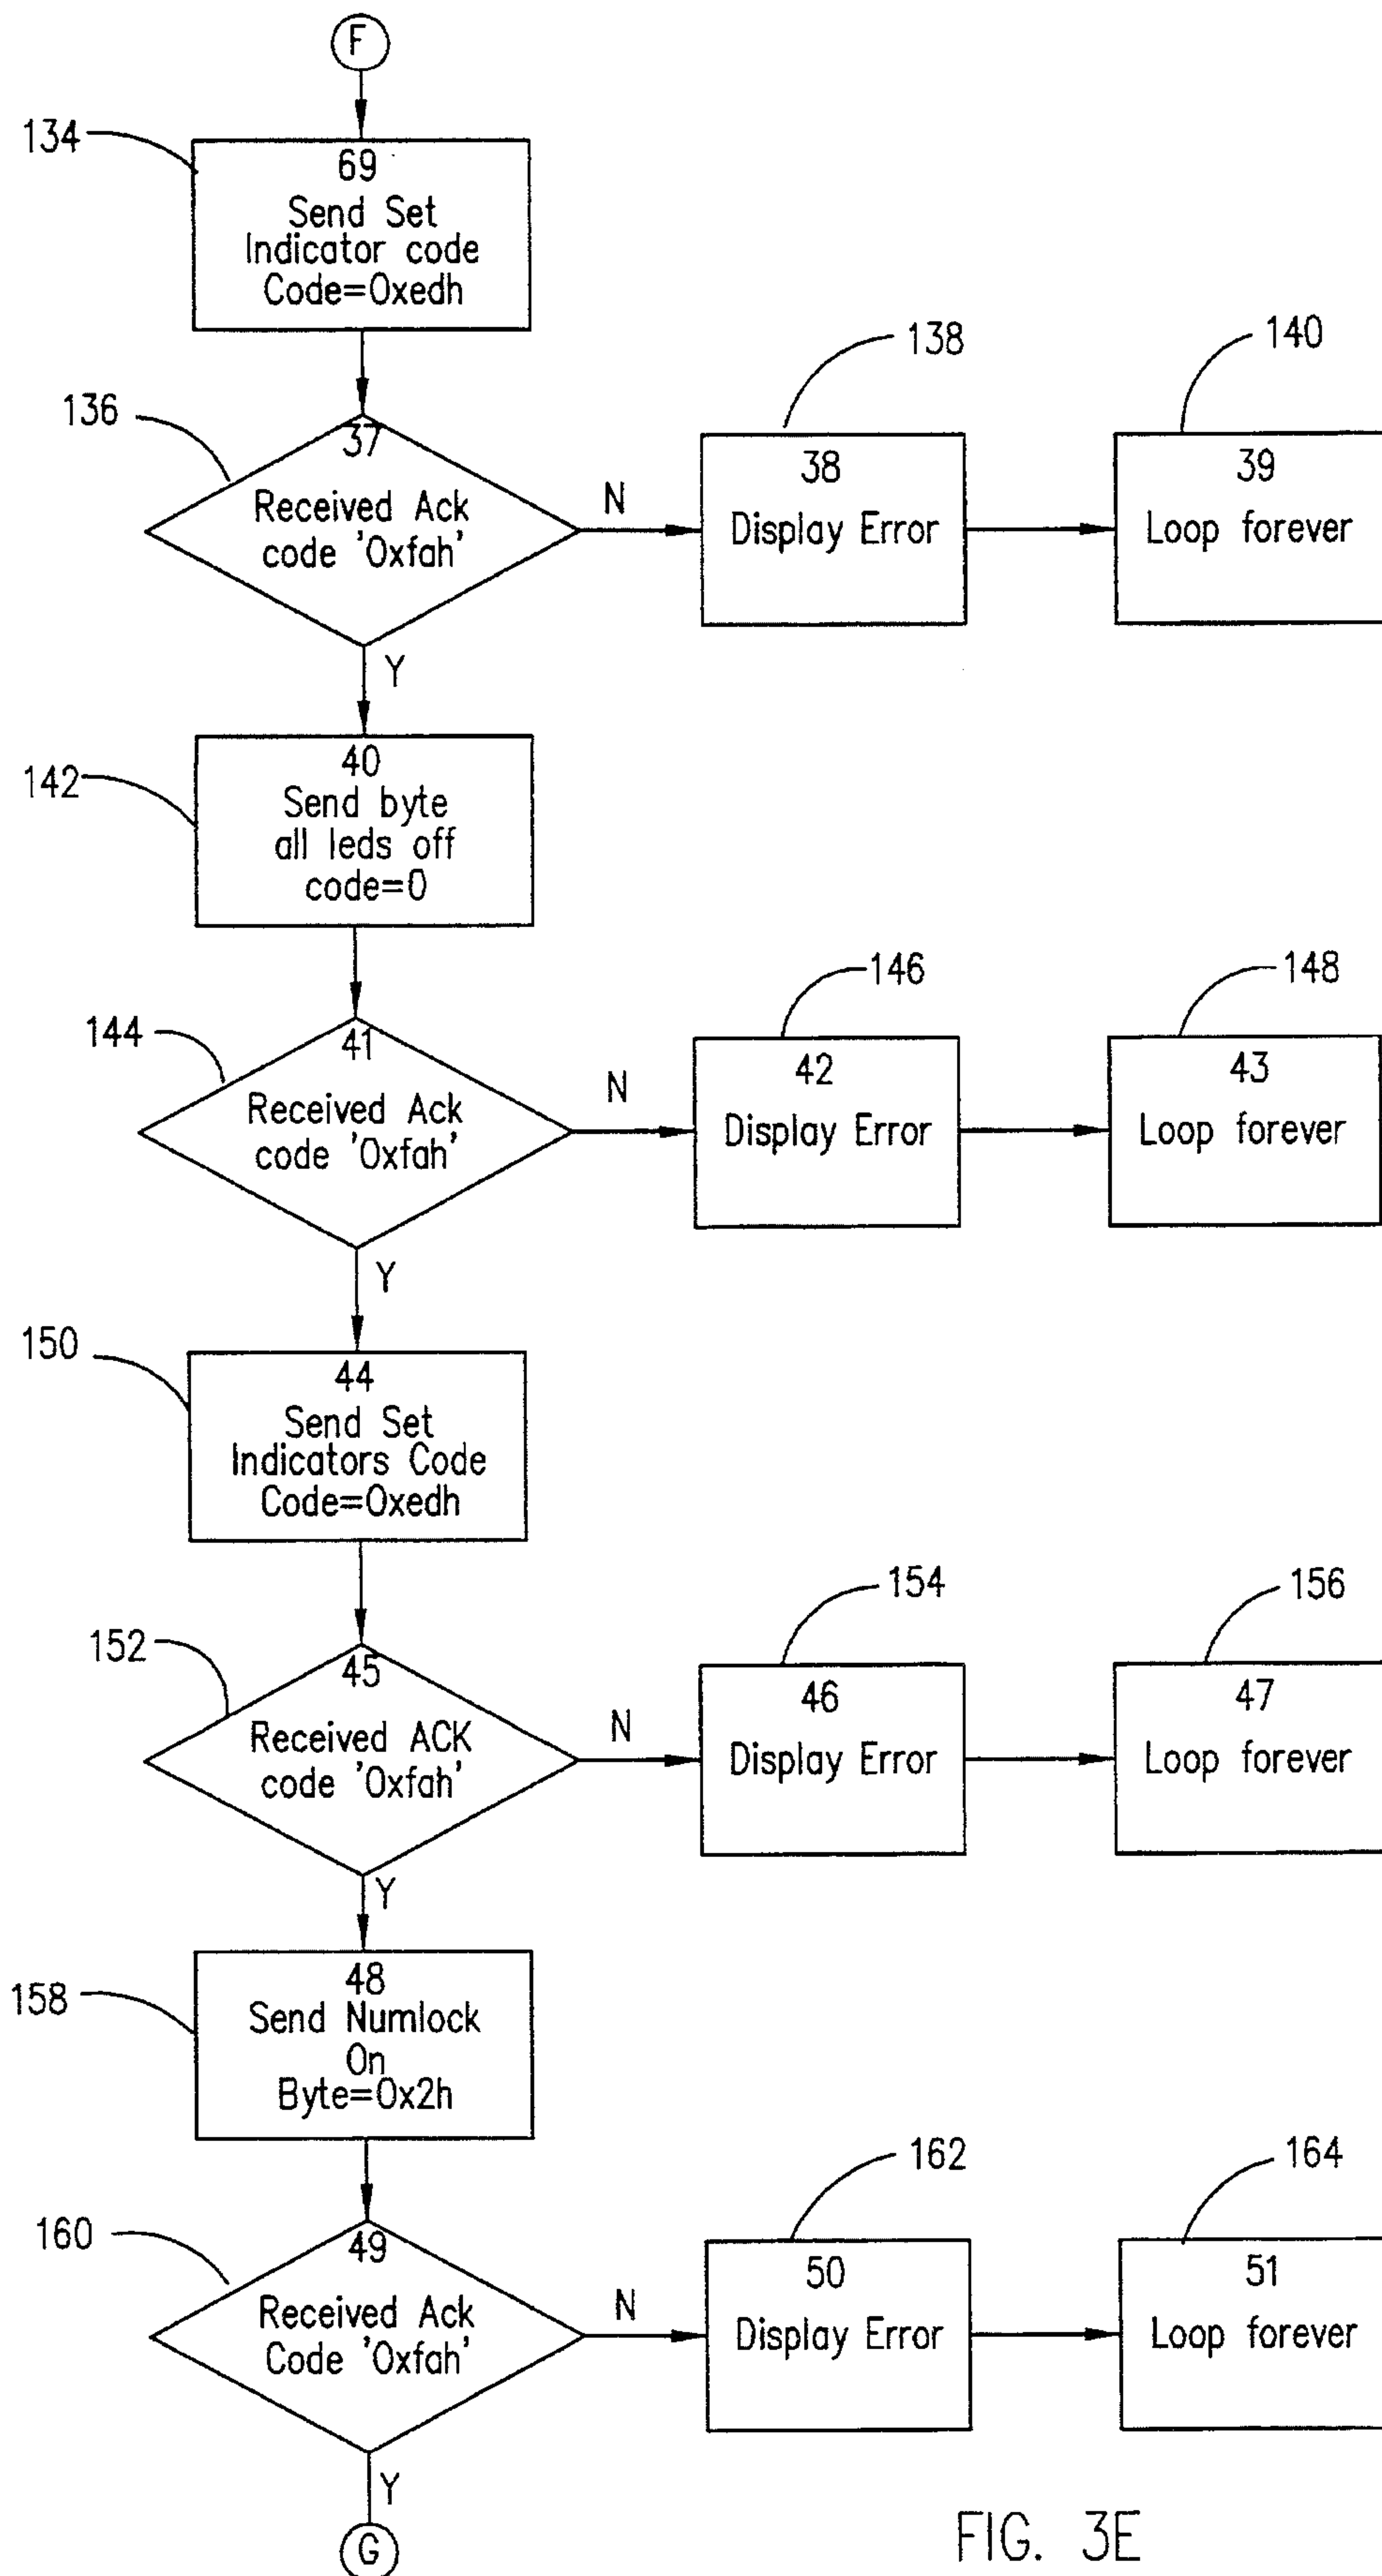 F
134
69
Send Set
Indicator code
Code=0xedh
136
37
Received Ack
code '0xfah'
N
138
38
Display Error
140
39
Loop forever
Y
142
40
Send byte
all leds off
code=0
144
41
Received Ack
code '0xfah'
N
146
42
Display Error
148
43
Loop forever
Y
150
44
Send Set
Indicators Code
Code=0xedh
152
45
Received ACK
code '0xfah'
N
154
46
Display Error
156
47
Loop forever
Y
158
48
Send Numlock
On
Byte=0x2h
160
49
Received Ack
Code '0xfah'
N
162
50
Display Error
164
51
Loop forever
Y
G
FIG. 3E